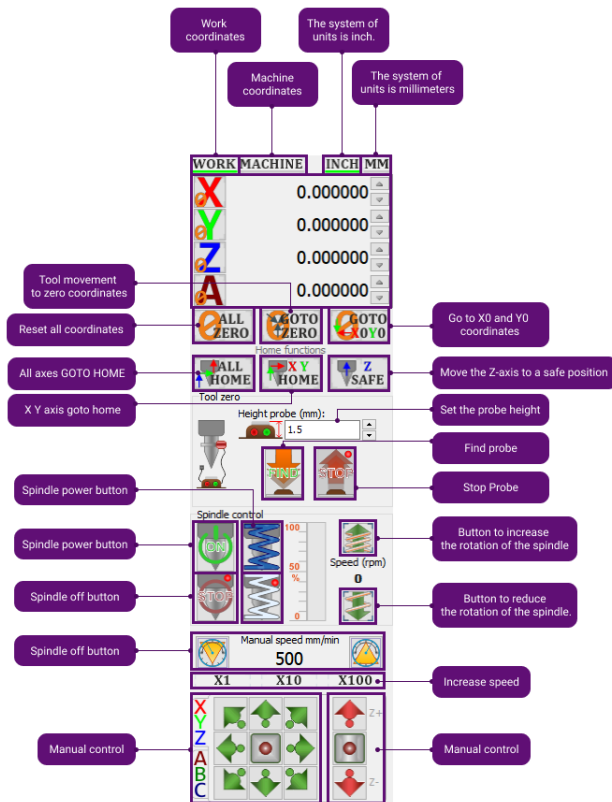 Work
coordinates
The system of
units is inch.
Machine
coordinates
The system of
units is millimeters
WORK MACHINE INCH MM
X 0.000000
Y 0.000000
Z 0.000000
A 0.000000
Tool movement
to zero coordinates
Reset all coordinates
ALL
ZERO
GOTO
ZERO
GOTO
X0Y0
Go to X0 and Y0
coordinates
Home functions
All axes GOTO HOME
ALL
HOME
X Y
HOME
Z
SAFE
Move the Z-axis to a safe position
X Y axis goto home
Tool zero
Height probe (mm):
1.5
Set the probe height
Find probe
FIND
STOP
Stop Probe
Spindle power button
Spindle control
Spindle power button
ON
100
50
%
0
Speed (rpm)
0
Button to increase
the rotation of the spindle
Spindle off button
STOP
Button to reduce
the rotation of the spindle.
Spindle off button
Manual speed mm/min
500
X1 X10 X100
Increase speed
Manual control
X
Y
Z
A
B
C
Z+
Z-
Manual control